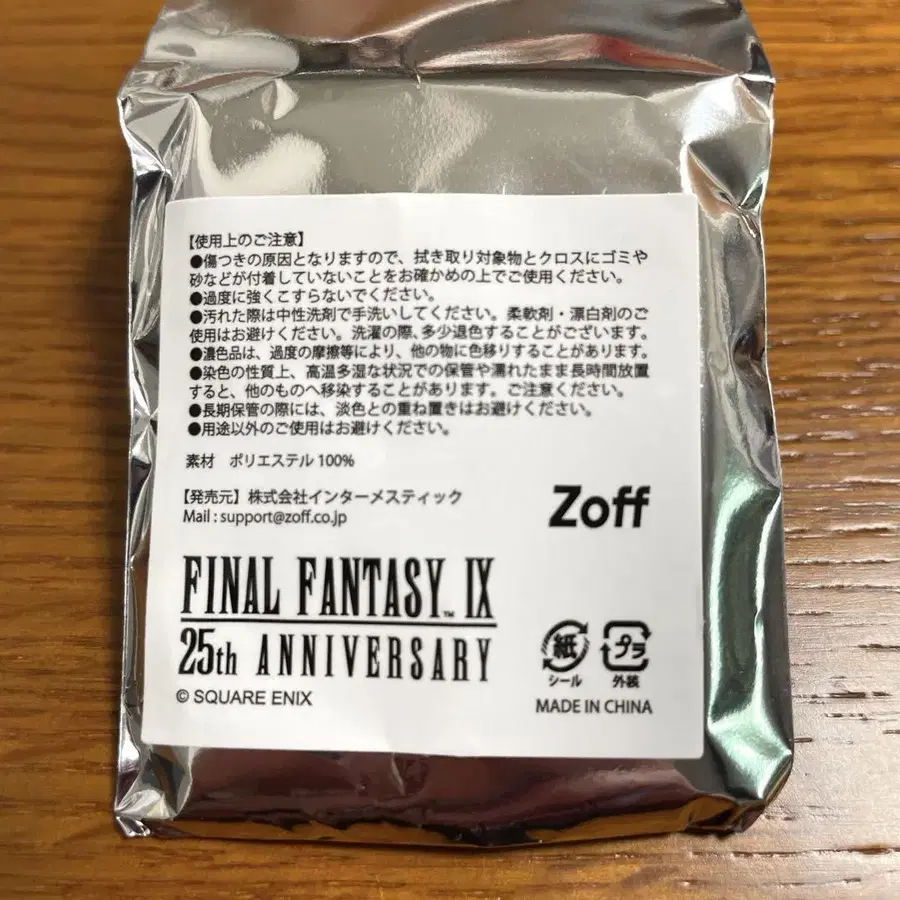 【使用上のご注意】
●傷つきの原因となりますので、拭き取り対象物とクロスにゴミや
砂などが付着していないことをお確かめの上でご使用ください。
●過度に強くこすらないでください。
●汚れた際は中性洗剤で手洗いしてください。柔軟剤・漂白剤のご
使用はお避けください。洗濯の際、多少退色することがございます。
●濃色品は、過度の摩擦等により、他の物に色移りすることがあります。
●染色の性質上、高温多湿な状況での保管や濡れたまま長時間放置
すると、他のものへ移染することがあります。ご注意ください。
●長期保管の際には、淡色との重ね置きはお避けください。
●用途以外のご使用はお避けください。
素材 ポリエステル 100%
【発売元】株式会社インターメスティック
Mail : support@zoff.co.jp
Zoff
FINAL FANTASY™ IX
25th ANNIVERSARY
© SQUARE ENIX
紙 プラ
シール 外装
MADE IN CHINA